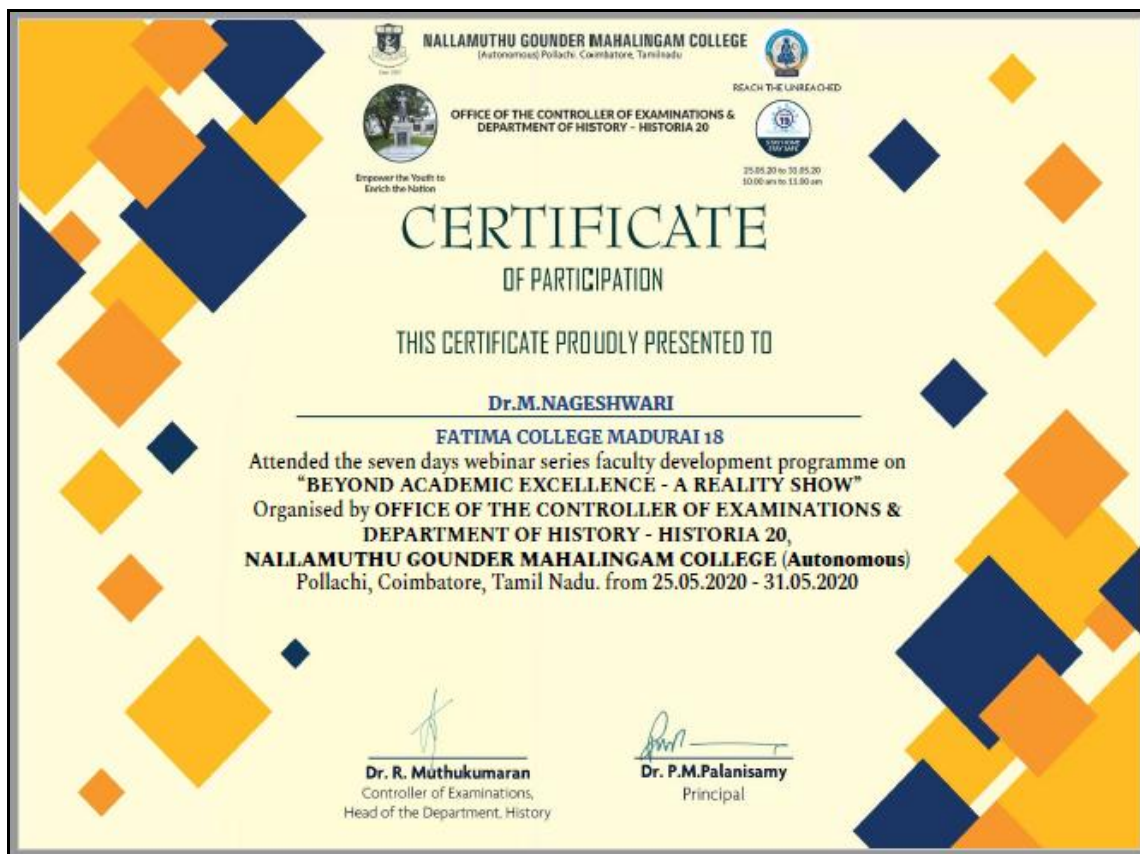 NALLAMUTHU GOUNDER MAHALINGAM COLLEGE
(Autonomous) Pollachi, Coimbatore, Tamilnadu
REACH THE UNREACHED
OFFICE OF THE CONTROLLER OF EXAMINATIONS &
DEPARTMENT OF HISTORY - HISTORIA 20
19
STAY HOME
STAY SAFE
Empower the Youth to
Enrich the Nation
25.05.20 to 31.05.20
10.00 am to 11.00 am
CERTIFICATE
OF PARTICIPATION
THIS CERTIFICATE PROUDLY PRESENTED TO
Dr.M.NAGESHWARI
FATIMA COLLEGE MADURAI 18
Attended the seven days webinar series faculty development programme on
“BEYOND ACADEMIC EXCELLENCE - A REALITY SHOW”
Organised by OFFICE OF THE CONTROLLER OF EXAMINATIONS &
DEPARTMENT OF HISTORY - HISTORIA 20,
NALLAMUTHU GOUNDER MAHALINGAM COLLEGE (Autonomous)
Pollachi, Coimbatore, Tamil Nadu. from 25.05.2020 - 31.05.2020
Dr. R. Muthukumaran
Controller of Examinations,
Head of the Department, History
Dr. P.M.Palanisamy
Principal